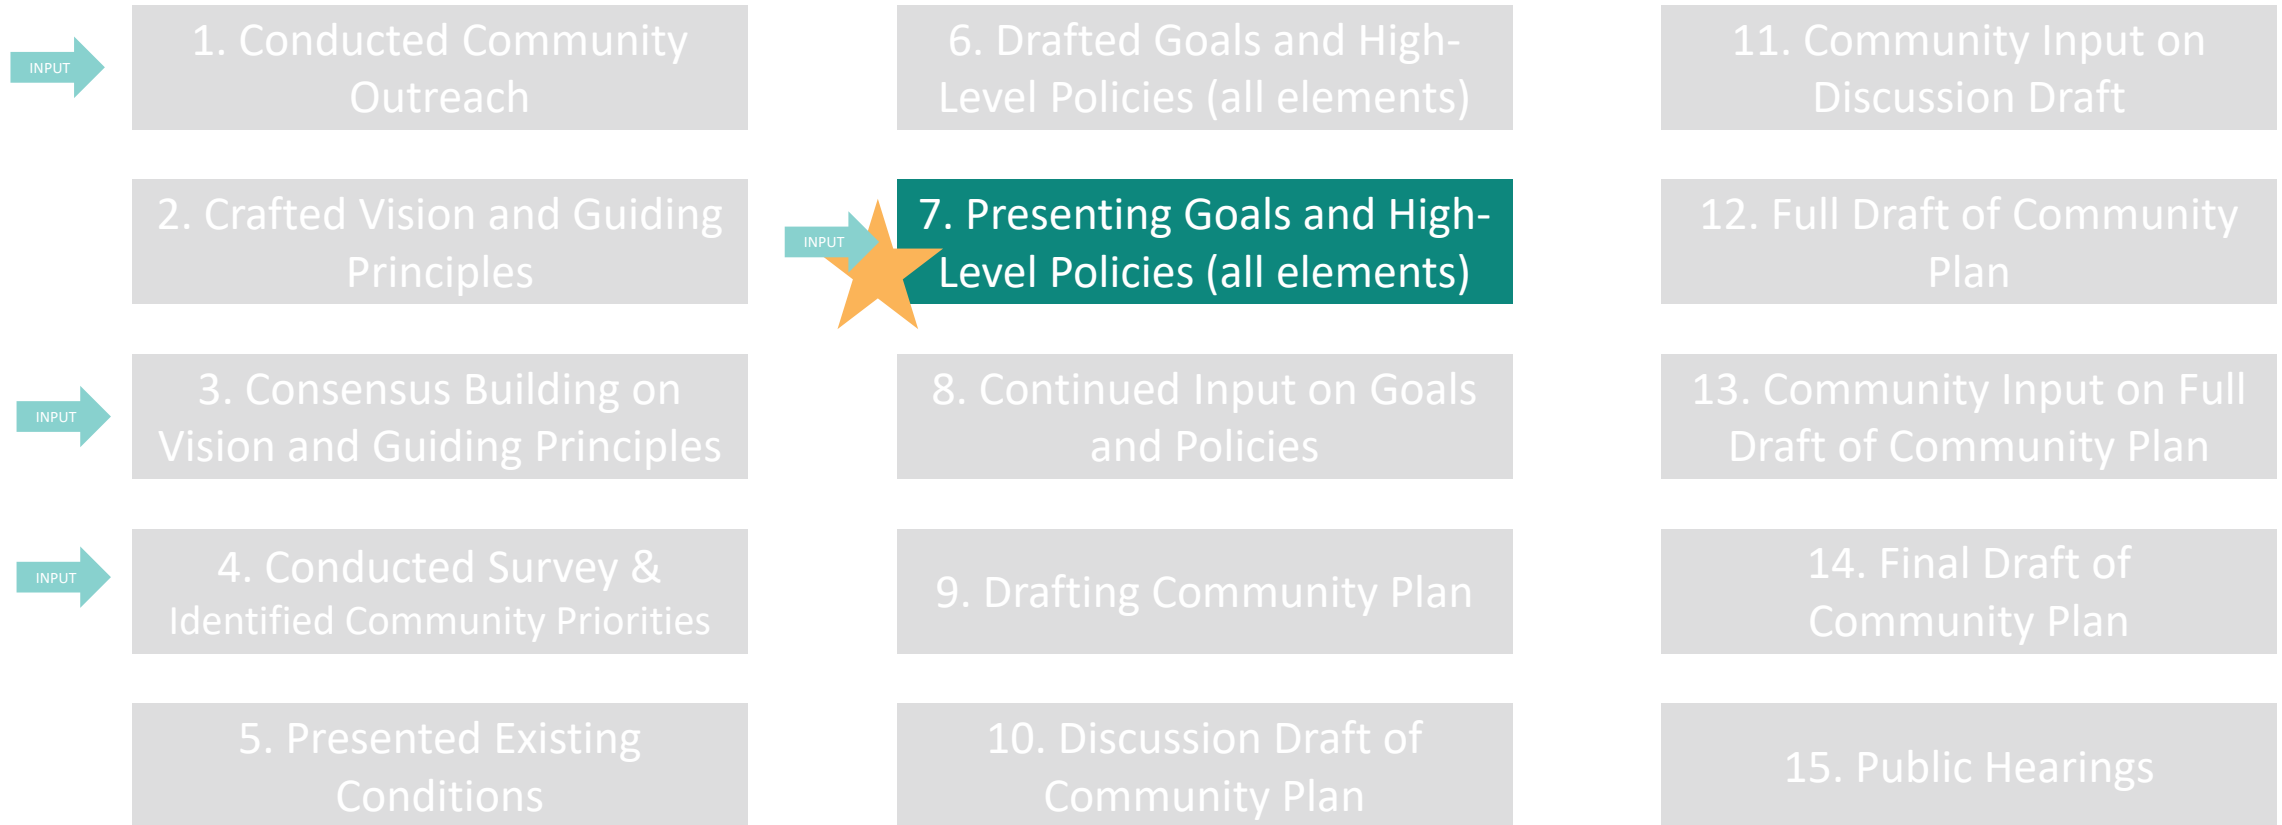 INPUT
1. Conducted Community
Outreach
2. Crafted Vision and Guiding
Principles
INPUT
3. Consensus Building on
Vision and Guiding Principles
INPUT
4. Conducted Survey &
Identified Community Priorities
5. Presented Existing
Conditions
6. Drafted Goals and High-
Level Policies (all elements)
INPUT
7. Presenting Goals and High-
Level Policies (all elements)
8. Continued Input on Goals
and Policies
9. Drafting Community Plan
10. Discussion Draft of
Community Plan
11. Community Input on
Discussion Draft
12. Full Draft of Community
Plan
13. Community Input on Full
Draft of Community Plan
14. Final Draft of
Community Plan
15. Public Hearings